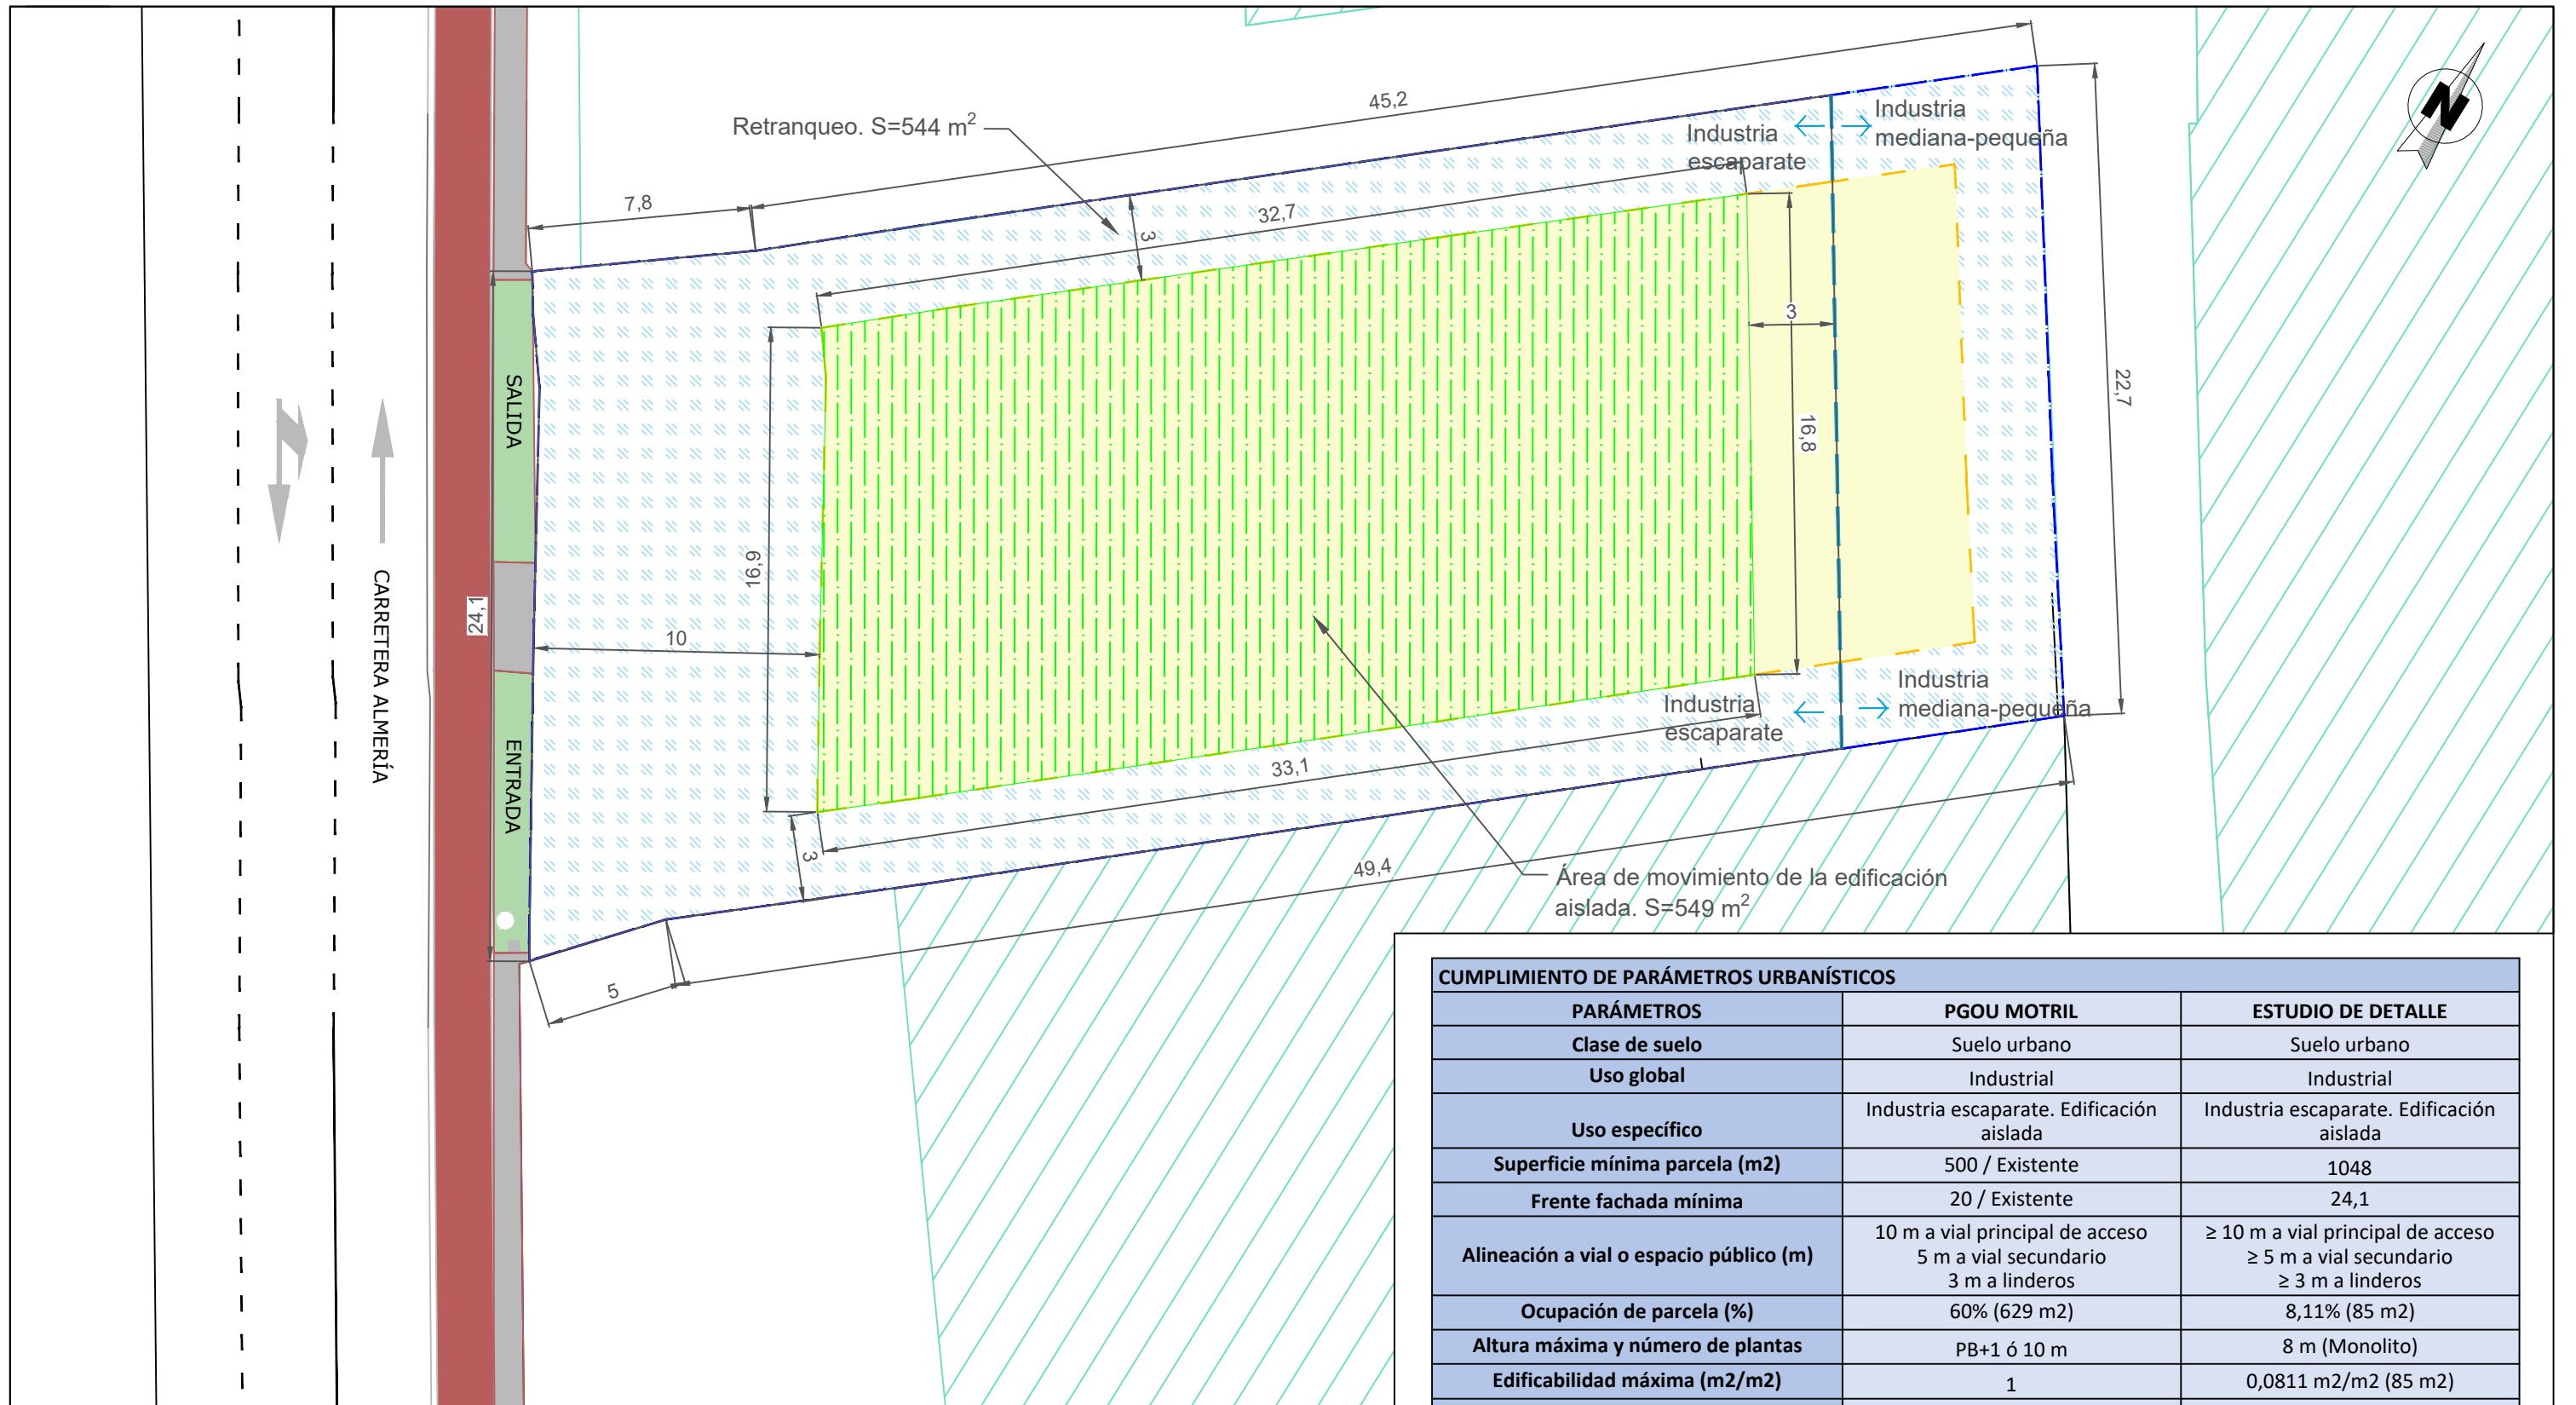 45,2
Retranqueo. S=544 m²
Industria
escaparate
Industria
mediana-pequeña
N
7,8
32,7
3
3
22,7
SALIDA
16,8
16,9
24,1
10
CARRETERA ALMERÍA
ENTRADA
Industria
escaparate
Industria
mediana-pequeña
33,1
3
49,4
Área de movimiento de la edificación
aislada. S=549 m²
5
CUMPLIMIENTO DE PARÁMETROS URBANÍSTICOS
PARÁMETROS PGOU MOTRIL ESTUDIO DE DETALLE
Clase de suelo Suelo urbano Suelo urbano
Uso global Industrial Industrial
Uso específico
Industria escaparate. Edificación
aislada
Industria escaparate. Edificación
aislada
Superficie mínima parcela (m2) 500 / Existente 1048
Frente fachada mínima 20 / Existente 24,1
Alineación a vial o espacio público (m)
10 m a vial principal de acceso
5 m a vial secundario
3 m a linderos
≥ 10 m a vial principal de acceso
≥ 5 m a vial secundario
≥ 3 m a linderos
Ocupación de parcela (%) 60% (629 m2) 8,11% (85 m2)
Altura máxima y número de plantas PB+1 ó 10 m 8 m (Monolito)
Edificabilidad máxima (m2/m2) 1 0,0811 m2/m2 (85 m2)